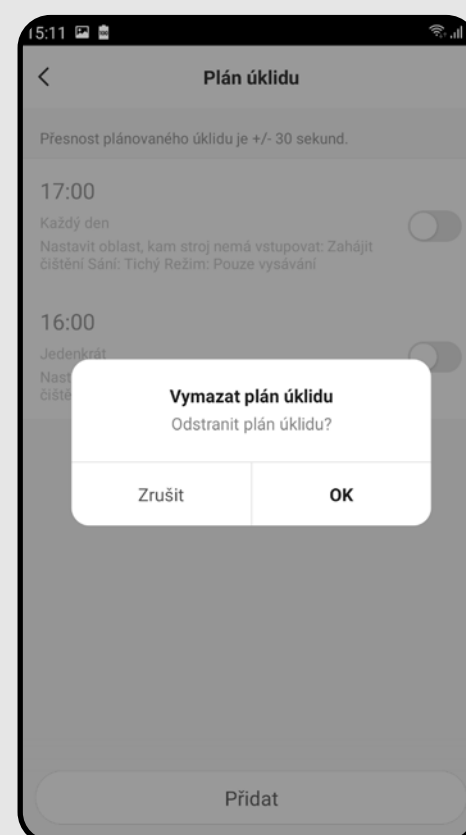 15:11
Plán úklidu
Přesnost plánovaného úklidu je +/- 30 sekund.
17:00
Každý den
Nastavit oblast, kam stroj nemá vstupovat: Zahájit
čištění Sání: Tichý Režim: Pouze vysávání
16:00
Jedenkrát
Nast
čiště
Vymazat plán úklidu
Odstranit plán úklidu?
Zrušit
OK
Přidat